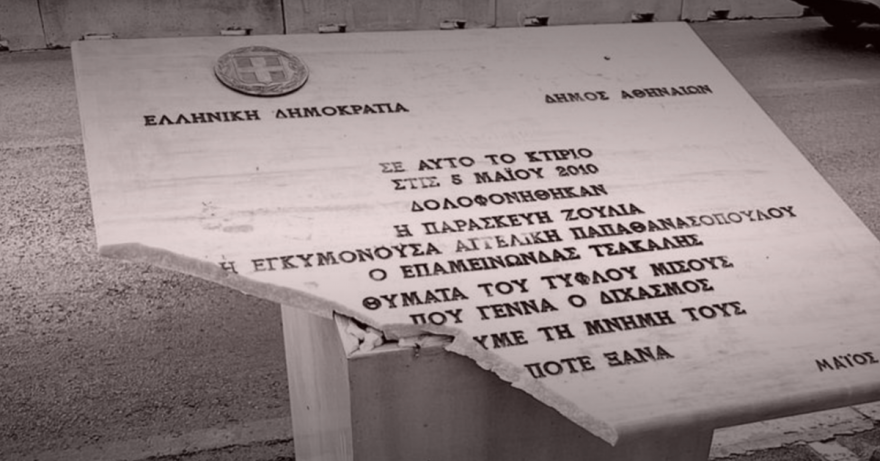 ΕΛΛΗΝΙΚΗ ΔΗΜΟΚΡΑΤΙΑ
ΔΗΜΟΣ ΑΘΗΝΑΙΩΝ
ΣΕ ΑΥΤΟ ΤΟ ΚΤΙΡΙΟ
ΣΤΙΣ 5 ΜΑΪΟΥ 2010
ΔΟΛΟΦΟΝΗΘΗΚΑΝ
Η ΠΑΡΑΣΚΕΥΗ ΖΟΥΛΙΑ
Η ΕΓΚΥΜΟΝΟΥΣΑ ΑΓΓΕΛΙΚΗ ΠΑΠΑΘΑΝΑΣΟΠΟΥΛΟΥ
Ο ΕΠΑΜΕΙΝΩΝΔΑΣ ΤΣΑΚΑΛΗΣ
ΘΥΜΑΤΑ ΤΟΥ ΤΥΦΛΟΥ ΜΙΣΟΥΣ
ΠΟΥ ΓΕΝΝΑ Ο ΔΙΧΑΣΜΟΣ
ΥΜΕ ΤΗ ΜΝΗΜΗ ΤΟΥΣ
ΠΟΤΕ ΞΑΝΑ
ΜΑΪΟΣ